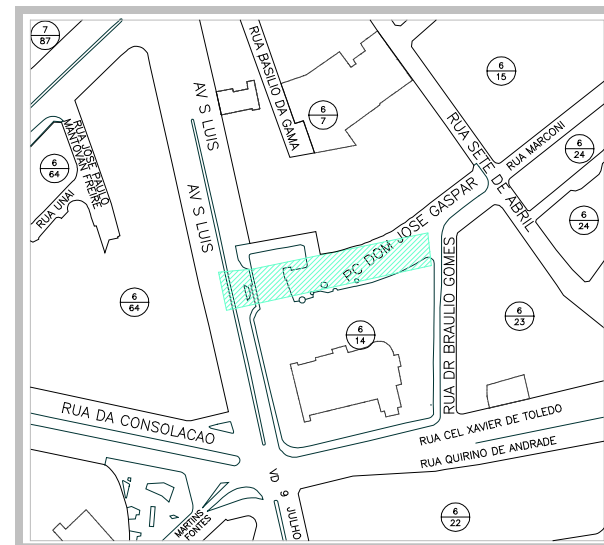 7
87
AV S LUIS
RUA BASILIO DA GAMA
6
7
6
15
RUA SETE DE ABRIL
RUA MARCONI
6
24
6
64
RUA JOSE PAULO
MANTOVAN FREIRE
RUA UNAI
AV S LUIS
PC DOM JOSE GASPAR
6
24
6
64
RUA DR BRAULIO GOMES
6
23
6
14
RUA DA CONSOLACAO
RUA CEL XAVIER DE TOLEDO
RUA QUIRINO DE ANDRADE
VD 9 JULHO
MARTINS
FONTES
6
22